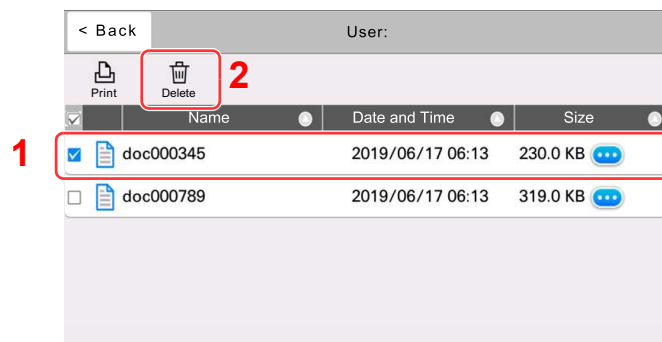 < Back User:
2
Print Delete
Name Date and Time Size
1
doc000345 2019/06/17 06:13 230.0 KB
doc000789 2019/06/17 06:13 319.0 KB